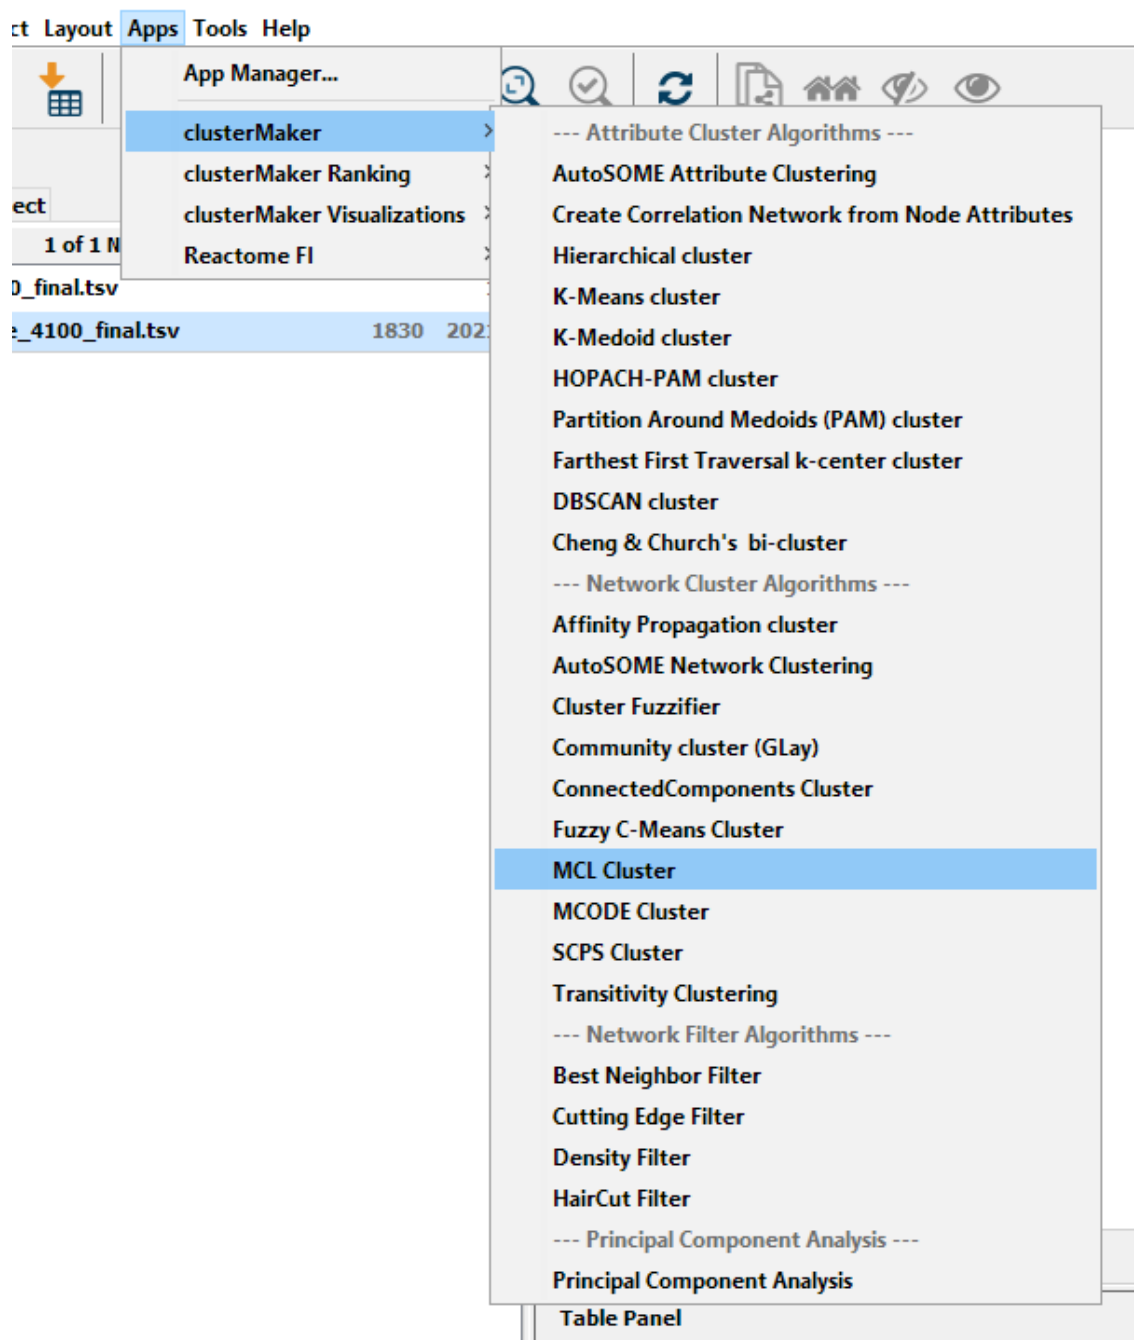 ct Layout Apps Tools Help
App Manager...
clusterMaker
clusterMaker Ranking
clusterMaker Visualizations
Reactome FI
ect
1 of 1 N
0_final.tsv
e_4100_final.tsv 1830 202
--- Attribute Cluster Algorithms ---
AutoSOME Attribute Clustering
Create Correlation Network from Node Attributes
Hierarchical cluster
K-Means cluster
K-Medoid cluster
HOPACH-PAM cluster
Partition Around Medoids (PAM) cluster
Farthest First Traversal k-center cluster
DBSCAN cluster
Cheng & Church's bi-cluster
--- Network Cluster Algorithms ---
Affinity Propagation cluster
AutoSOME Network Clustering
Cluster Fuzzifier
Community cluster (GLay)
ConnectedComponents Cluster
Fuzzy C-Means Cluster
MCL Cluster
MCODE Cluster
SCPS Cluster
Transitivity Clustering
--- Network Filter Algorithms ---
Best Neighbor Filter
Cutting Edge Filter
Density Filter
HairCut Filter
--- Principal Component Analysis ---
Principal Component Analysis
Table Panel